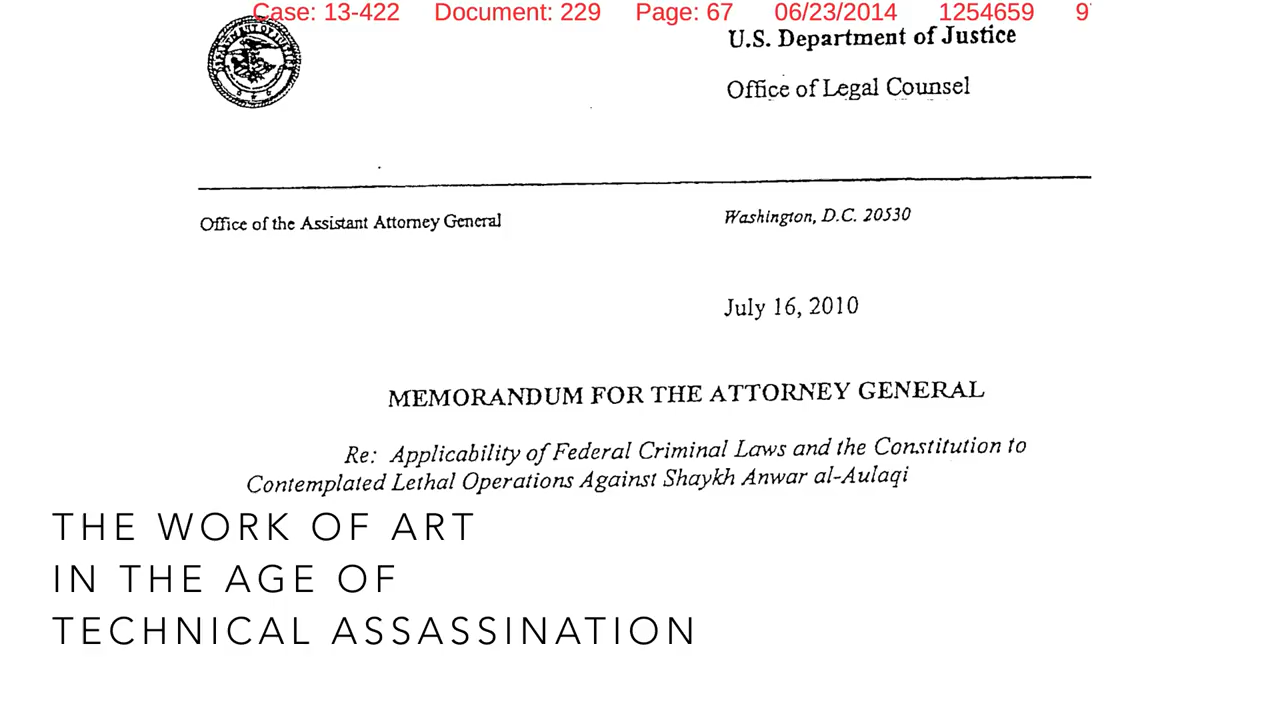 Case: 13-422 Document: 229 Page: 67 06/23/2014 1254659
U.S. Department of Justice
Office of Legal Counsel
Office of the Assistant Attorney General
Washington, D.C. 20530
July 16, 2010
MEMORANDUM FOR THE ATTORNEY GENERAL
Re: Applicability of Federal Criminal Laws and the Constitution to
Contemplated Lethal Operations Against Shaykh Anwar al-Aulaqi
THE WORK OF ART
IN THE AGE OF
TECHNICAL ASSASSINATION